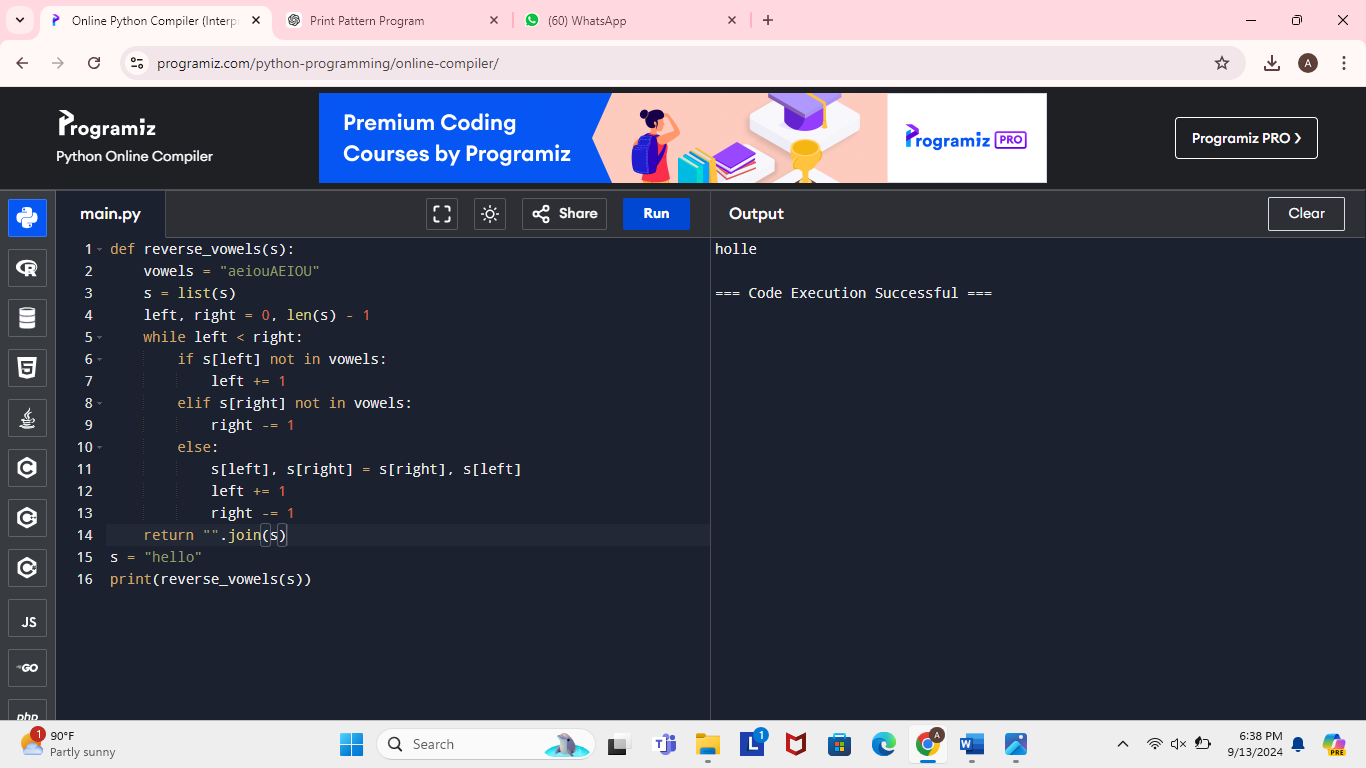 Online Python Compiler (Interp
Print Pattern Program
(60) WhatsApp
programiz.com/python-programming/online-compiler/
A
Programiz
Python Online Compiler
Premium Coding
Courses by Programiz
Programiz PRO
Programiz PRO
main.py
Share
Run
Output
Clear
1 def reverse_vowels(s):
2     vowels = "aeiouAEIOU"
3     s = list(s)
4     left, right = 0, len(s) - 1
5     while left < right:
6         if s[left] not in vowels:
7             left += 1
8         elif s[right] not in vowels:
9             right -= 1
10         else:
11             s[left], s[right] = s[right], s[left]
12             left += 1
13             right -= 1
14     return "".join(s)
15 s = "hello"
16 print(reverse_vowels(s))
holle
=== Code Execution Successful ===
JS
GO
php
1
90°F
Partly sunny
Search
L
1
A
PRE
6:38 PM
9/13/2024